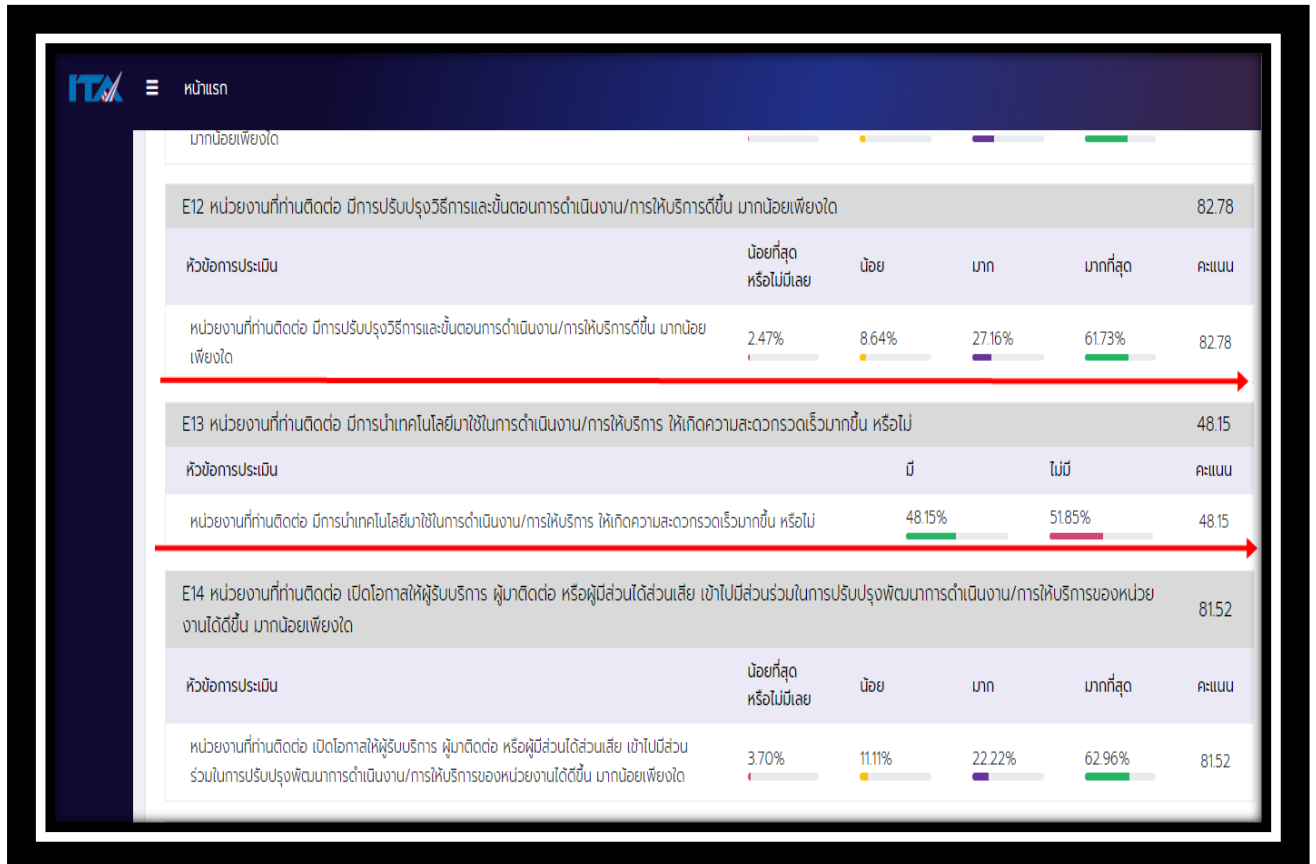 ITA หน้าแรก
มากน้อยเพียงใด
E12 หน่วยงานที่ท่านติดต่อ มีการปรับปรุงวิธีการและขั้นตอนการดำเนินงาน/การให้บริการดีขึ้น มากน้อยเพียงใด 82.78
หัวข้อการประเมิน น้อยที่สุด
หรือไม่มีเลย น้อย มาก มากที่สุด คะแนน
หน่วยงานที่ท่านติดต่อ มีการปรับปรุงวิธีการและขั้นตอนการดำเนินงาน/การให้บริการดีขึ้น มากน้อย
เพียงใด 2.47% 8.64% 27.16% 61.73% 82.78
E13 หน่วยงานที่ท่านติดต่อ มีการนำเทคโนโลยีมาใช้ในการดำเนินงาน/การให้บริการ ให้เกิดความสะดวกรวดเร็วมากขึ้น หรือไม่ 48.15
หัวข้อการประเมิน มี ไม่มี คะแนน
หน่วยงานที่ท่านติดต่อ มีการนำเทคโนโลยีมาใช้ในการดำเนินงาน/การให้บริการ ให้เกิดความสะดวกรวดเร็วมากขึ้น หรือไม่ 48.15% 51.85% 48.15
E14 หน่วยงานที่ท่านติดต่อ เปิดโอกาสให้ผู้รับบริการ ผู้มาติดต่อ หรือผู้มีส่วนได้ส่วนเสีย เข้าไปมีส่วนร่วมในการปรับปรุงพัฒนาการดำเนินงาน/การให้บริการของหน่วย
งานได้ดีขึ้น มากน้อยเพียงใด 81.52
หัวข้อการประเมิน น้อยที่สุด
หรือไม่มีเลย น้อย มาก มากที่สุด คะแนน
หน่วยงานที่ท่านติดต่อ เปิดโอกาสให้ผู้รับบริการ ผู้มาติดต่อ หรือผู้มีส่วนได้ส่วนเสีย เข้าไปมีส่วน
ร่วมในการปรับปรุงพัฒนาการดำเนินงาน/การให้บริการของหน่วยงานได้ดีขึ้น มากน้อยเพียงใด 3.70% 11.11% 22.22% 62.96% 81.52